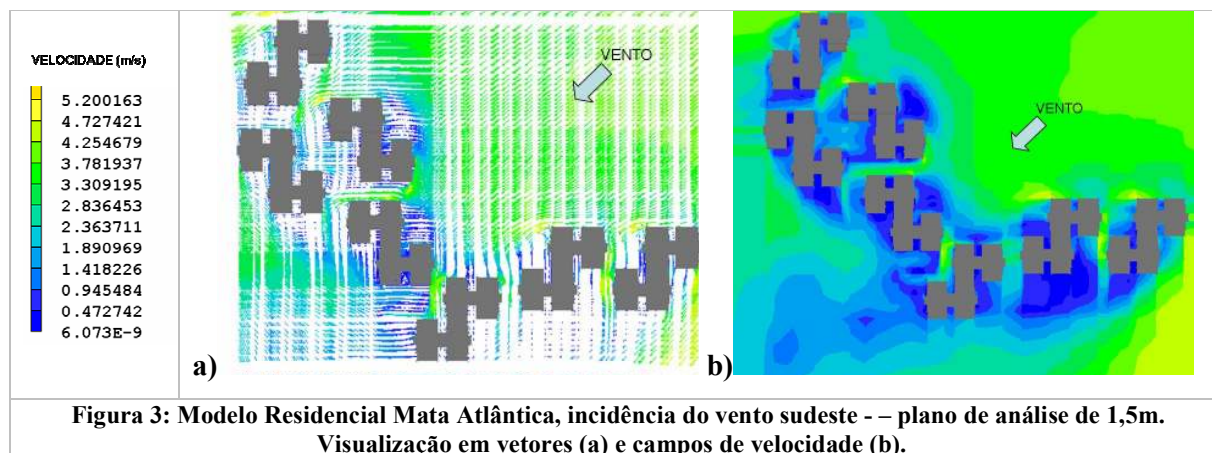 VELOCIDADE (m/s)
5.200163
4.727421
4.254679
3.781937
3.309195
2.836453
2.363711
1.890969
1.418226
0.945484
0.472742
6.073E-9
VENTO
a)
VENTO
b)
Figura 3: Modelo Residencial Mata Atlântica, incidência do vento sudeste - – plano de análise de 1,5m.
Visualização em vetores (a) e campos de velocidade (b).